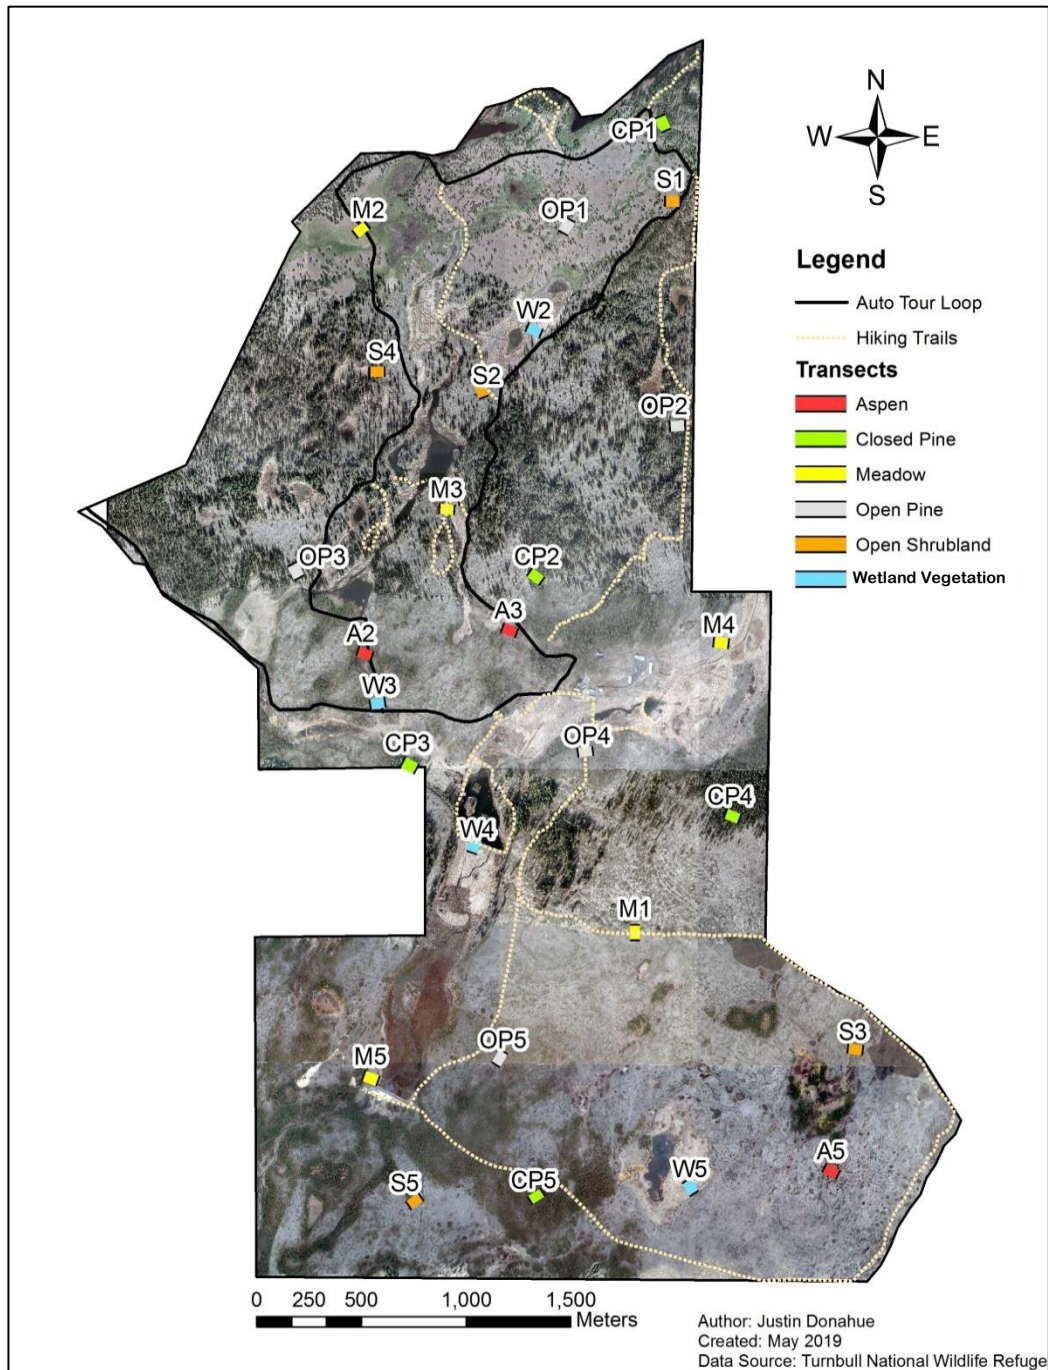 N
W E
S
CP1
S1
M2
OP1
W2
S4
S2
OP2
M3
OP3
CP2
A3
A2
M4
W3
CP3
OP4
CP4
W4
M1
S3
OP5
M5
A5
W5
CP5
S5
Legend
Auto Tour Loop
Hiking Trails
Transects
Aspen
Closed Pine
Meadow
Open Pine
Open Shrubland
Wetland Vegetation
0 250 500 1,000 1,500
Meters
Author: Justin Donahue
Created: May 2019
Data Source: Turnbull National Wildlife Refuge